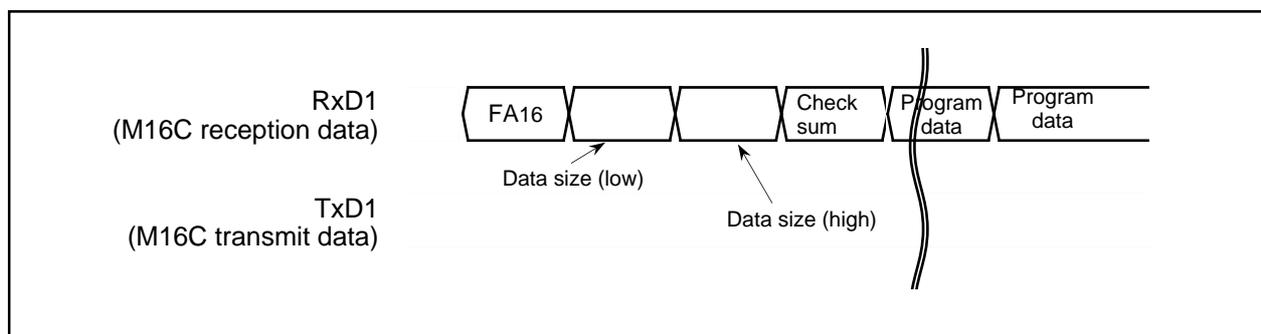 RxD1
(M16C reception data)
FA16
Check
sum
Program
data
Program
data
Data size (low)
Data size (high)
TxD1
(M16C transmit data)